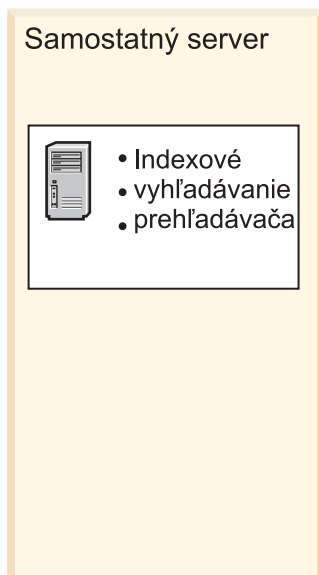 Samostatný server
• Indexové
• vyhľadávanie
• prehľadávača